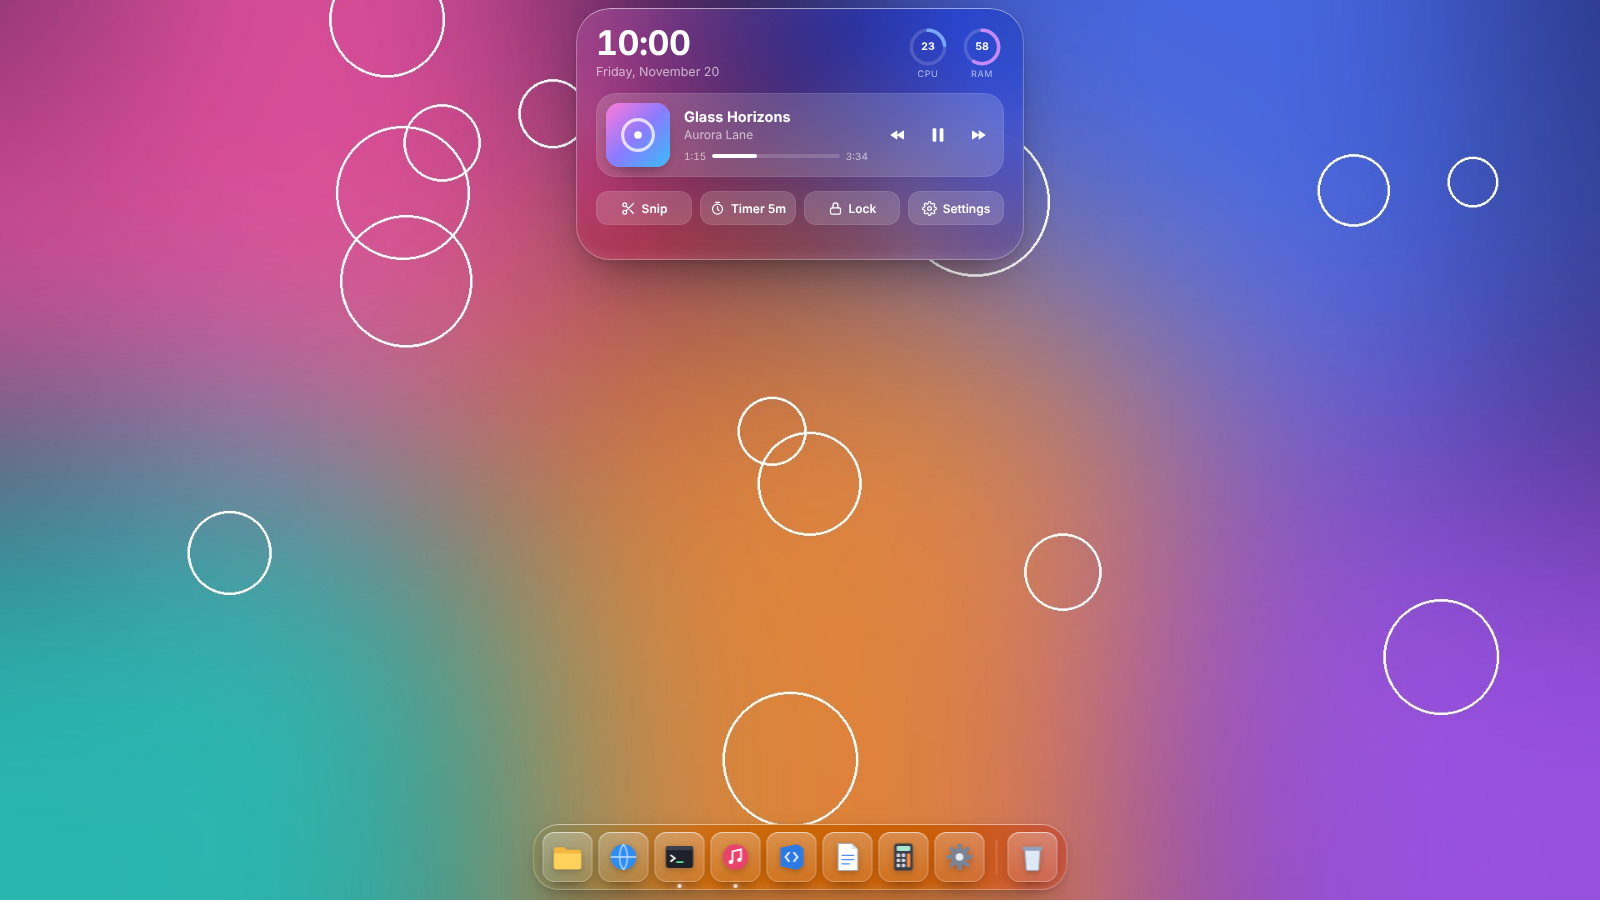 10:00
Friday, November 20
23
CPU
58
RAM
Glass Horizons
Aurora Lane
1:15
3:34
Snip
Timer 5m
Lock
Settings